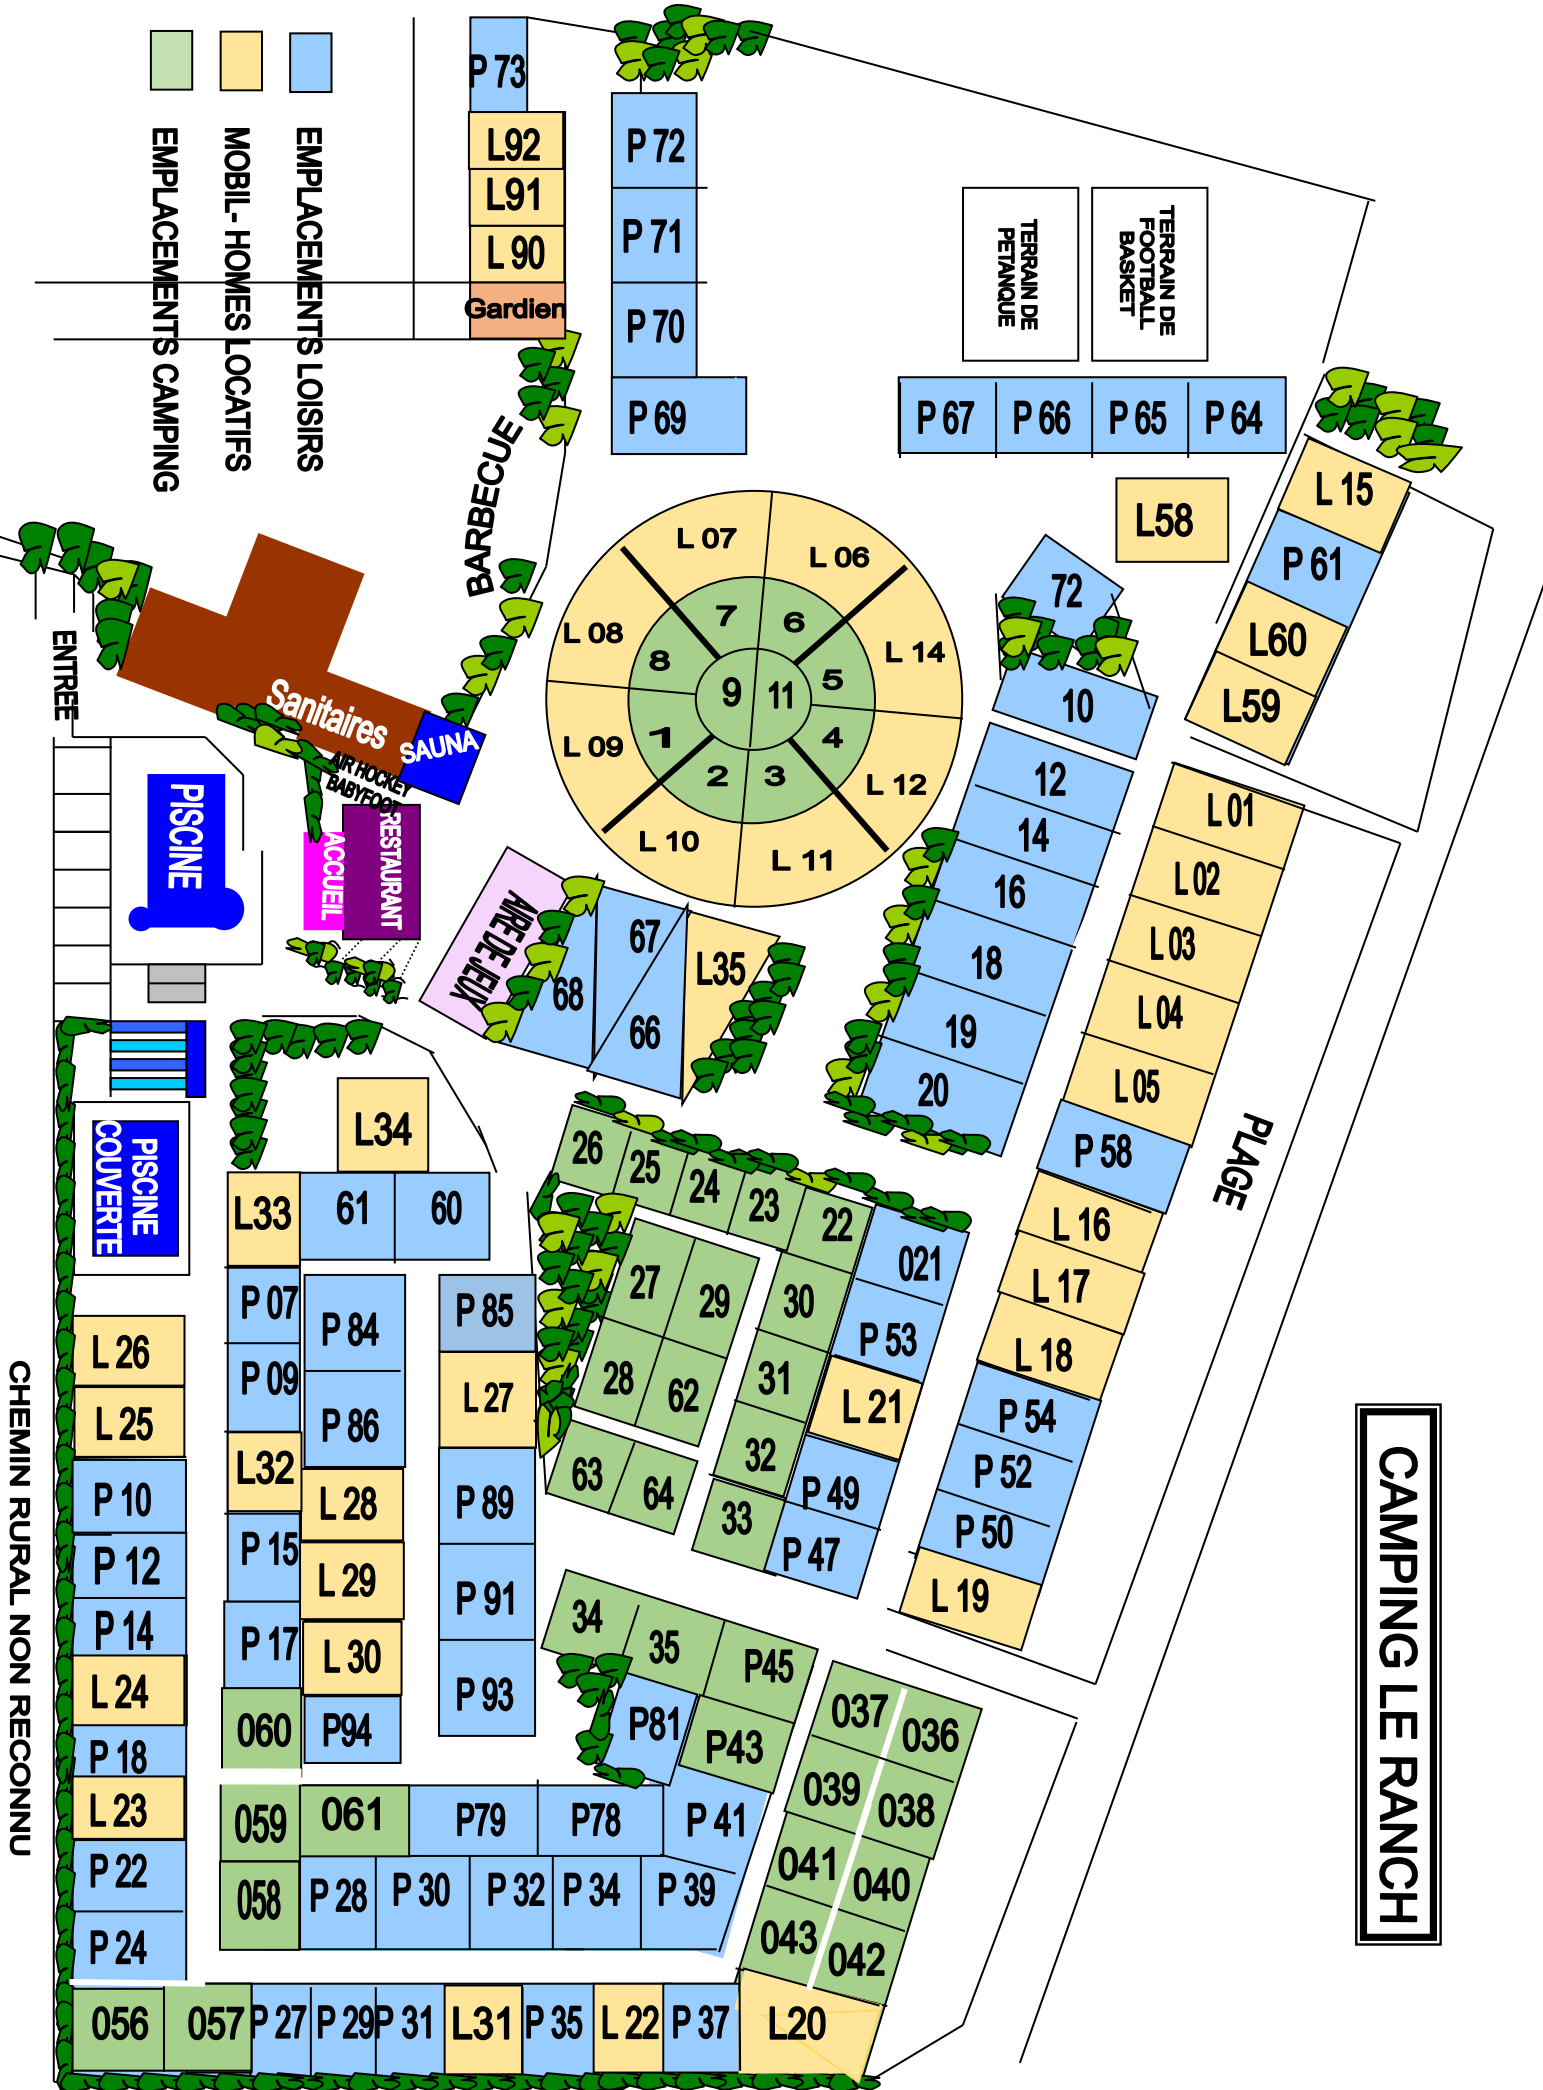 CAMPING LE RANCH
EMPLACEMENTS LOISIRS
MOBIL- HOMES LOCATIFS
EMPLACEMENTS CAMPING
P 73
L92
L91
L 90
Gardien
P 72
P 71
P 70
P 69
TERRAIN DE
PETANQUE
TERRAIN DE
FOOTBALL
BASKET
P 67
P 66
P 65
P 64
L58
L 15
P 61
L60
L59
BARBECUE
L 07
L 06
L 08
L 14
L 09
L 12
L 10
L 11
7
6
8
5
9
11
1
4
2
3
72
10
12
14
16
18
19
20
L 01
L 02
L 03
L 04
L 05
P 58
L 16
L 17
L 18
P 54
P 52
P 50
L 19
PLAGE
ENTREE
Sanitaires
SAUNA
AIR HOCKEY
BABYFOOT
RESTAURANT
ACCUEIL
PISCINE
AIRE DE JEUX
68
67
66
L35
PISCINE
COUVERTE
L34
L33
61
60
P 07
P 09
L32
P 15
P 17
060
059
058
P 84
P 86
L 28
L 29
L 30
P94
061
P 85
L 27
P 89
P 91
P 93
26
25
24
23
22
021
27
29
30
P 53
28
62
31
L 21
63
64
32
P 49
33
P 47
34
35
P45
P81
P43
037
036
039
038
041
040
043
042
P79
P78
P 41
P 28
P 30
P 32
P 34
P 39
L 26
L 25
P 10
P 12
P 14
L 24
P 18
L 23
P 22
P 24
056
057
P 27
P 29
P 31
L31
P 35
L 22
P 37
L20
CHEMIN RURAL NON RECONNU